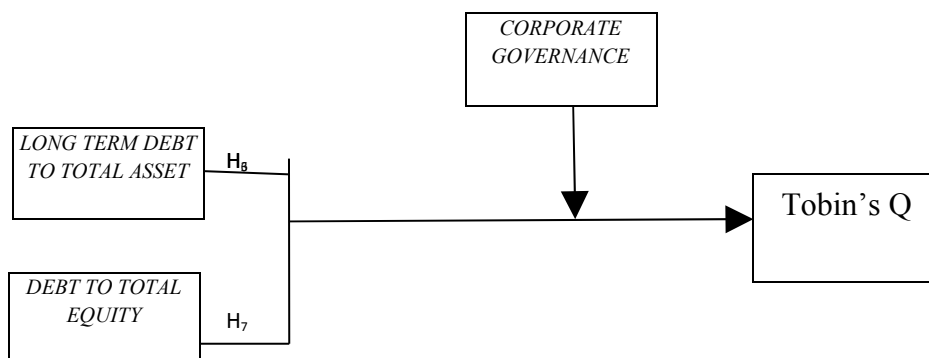 CORPORATE
GOVERNANCE
LONG TERM DEBT
TO TOTAL ASSET
H
Tobin's Q
DEBT TO TOTAL
EQUITY
H₇